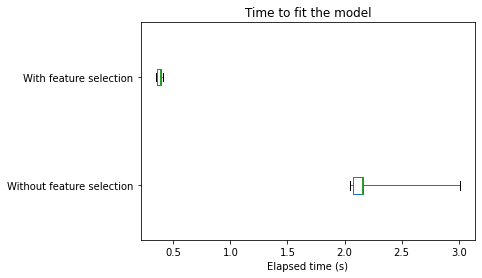 Time to fit the model
With feature selection
Without feature selection
0.5 1.0 1.5 2.0 2.5 3.0
Elapsed time (s)